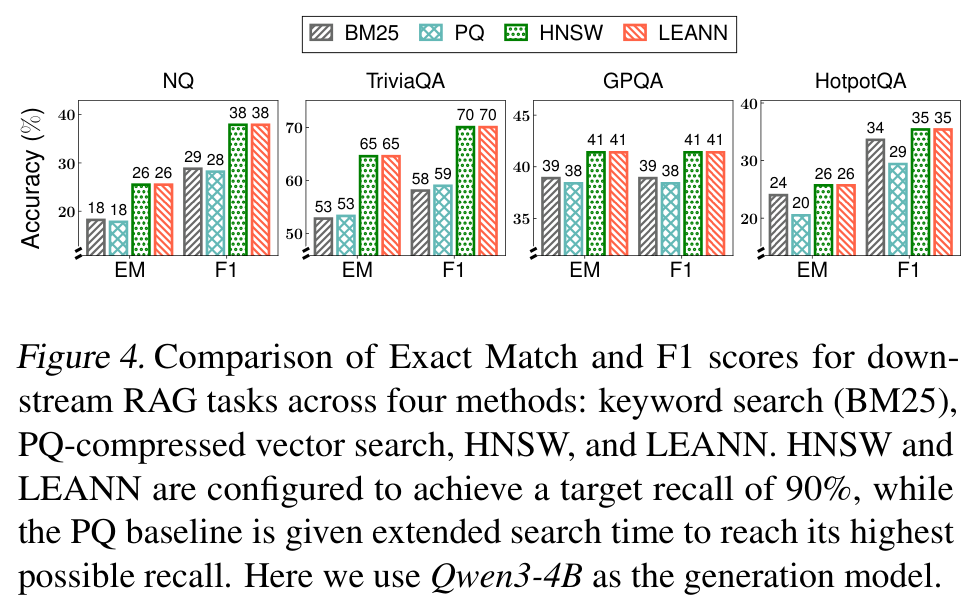 BM25 PQ HNSW LEANN
NQ TriviaQA GPQA HotpotQA
Accuracy (%)
40
30
20
18 18 26 26 29 28 38 38
EM F1
70
60
50
53 53 65 65 58 59 70 70
EM F1
45
40
35
39 38 41 41 39 38 41 41
EM F1
40
30
20
24 20 26 26 34 29 35 35
EM F1
Figure 4. Comparison of Exact Match and F1 scores for down-
stream RAG tasks across four methods: keyword search (BM25),
PQ-compressed vector search, HNSW, and LEANN. HNSW and
LEANN are configured to achieve a target recall of 90%, while
the PQ baseline is given extended search time to reach its highest
possible recall. Here we use Qwen3-4B as the generation model.